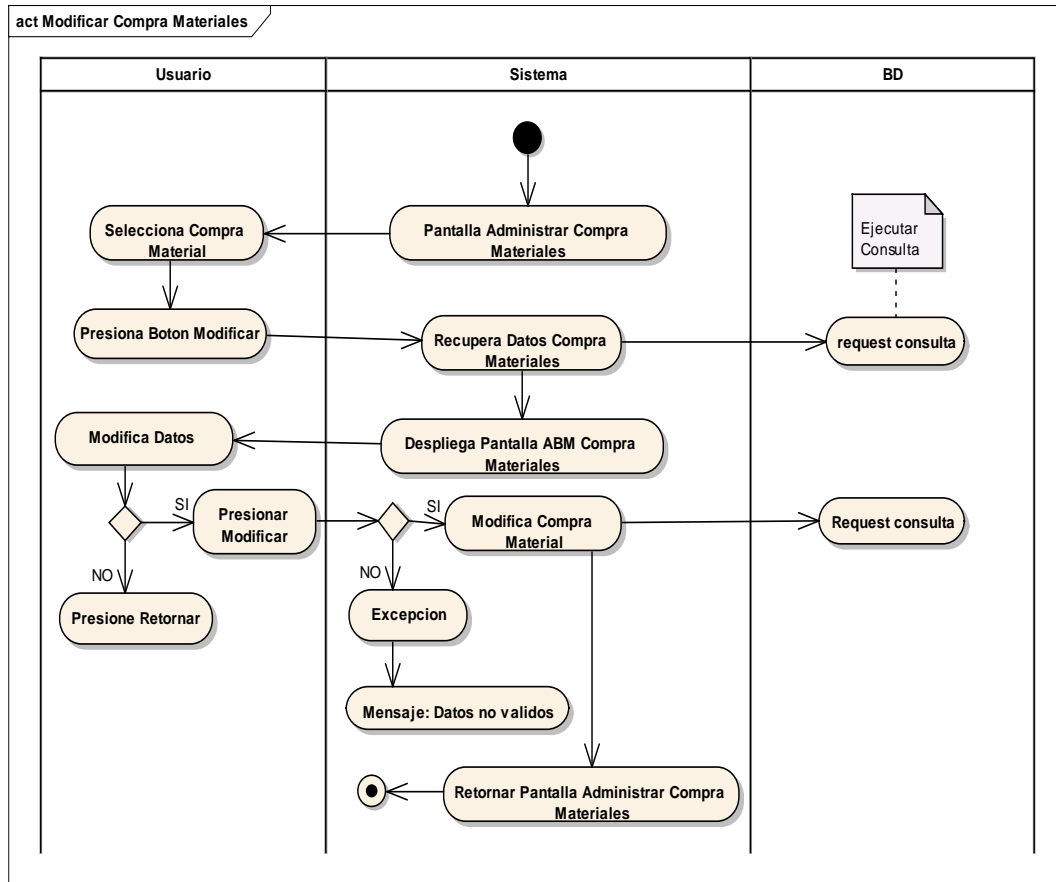 act Modificar Compra Materiales
Usuario
Sistema
BD
Selecciona Compra
Material
Pantalla Administrar Compra
Materiales
Ejecutar
Consulta
Presiona Boton Modificar
Recupera Datos Compra
Materiales
request consulta
Modifica Datos
Despliega Pantalla ABM Compra
Materiales
SI
Presionar
Modificar
SI
Modifica Compra
Material
Request consulta
NO
Presione Retornar
NO
Excepcion
Mensaje: Datos no validos
Retornar Pantalla Administrar Compra
Materiales